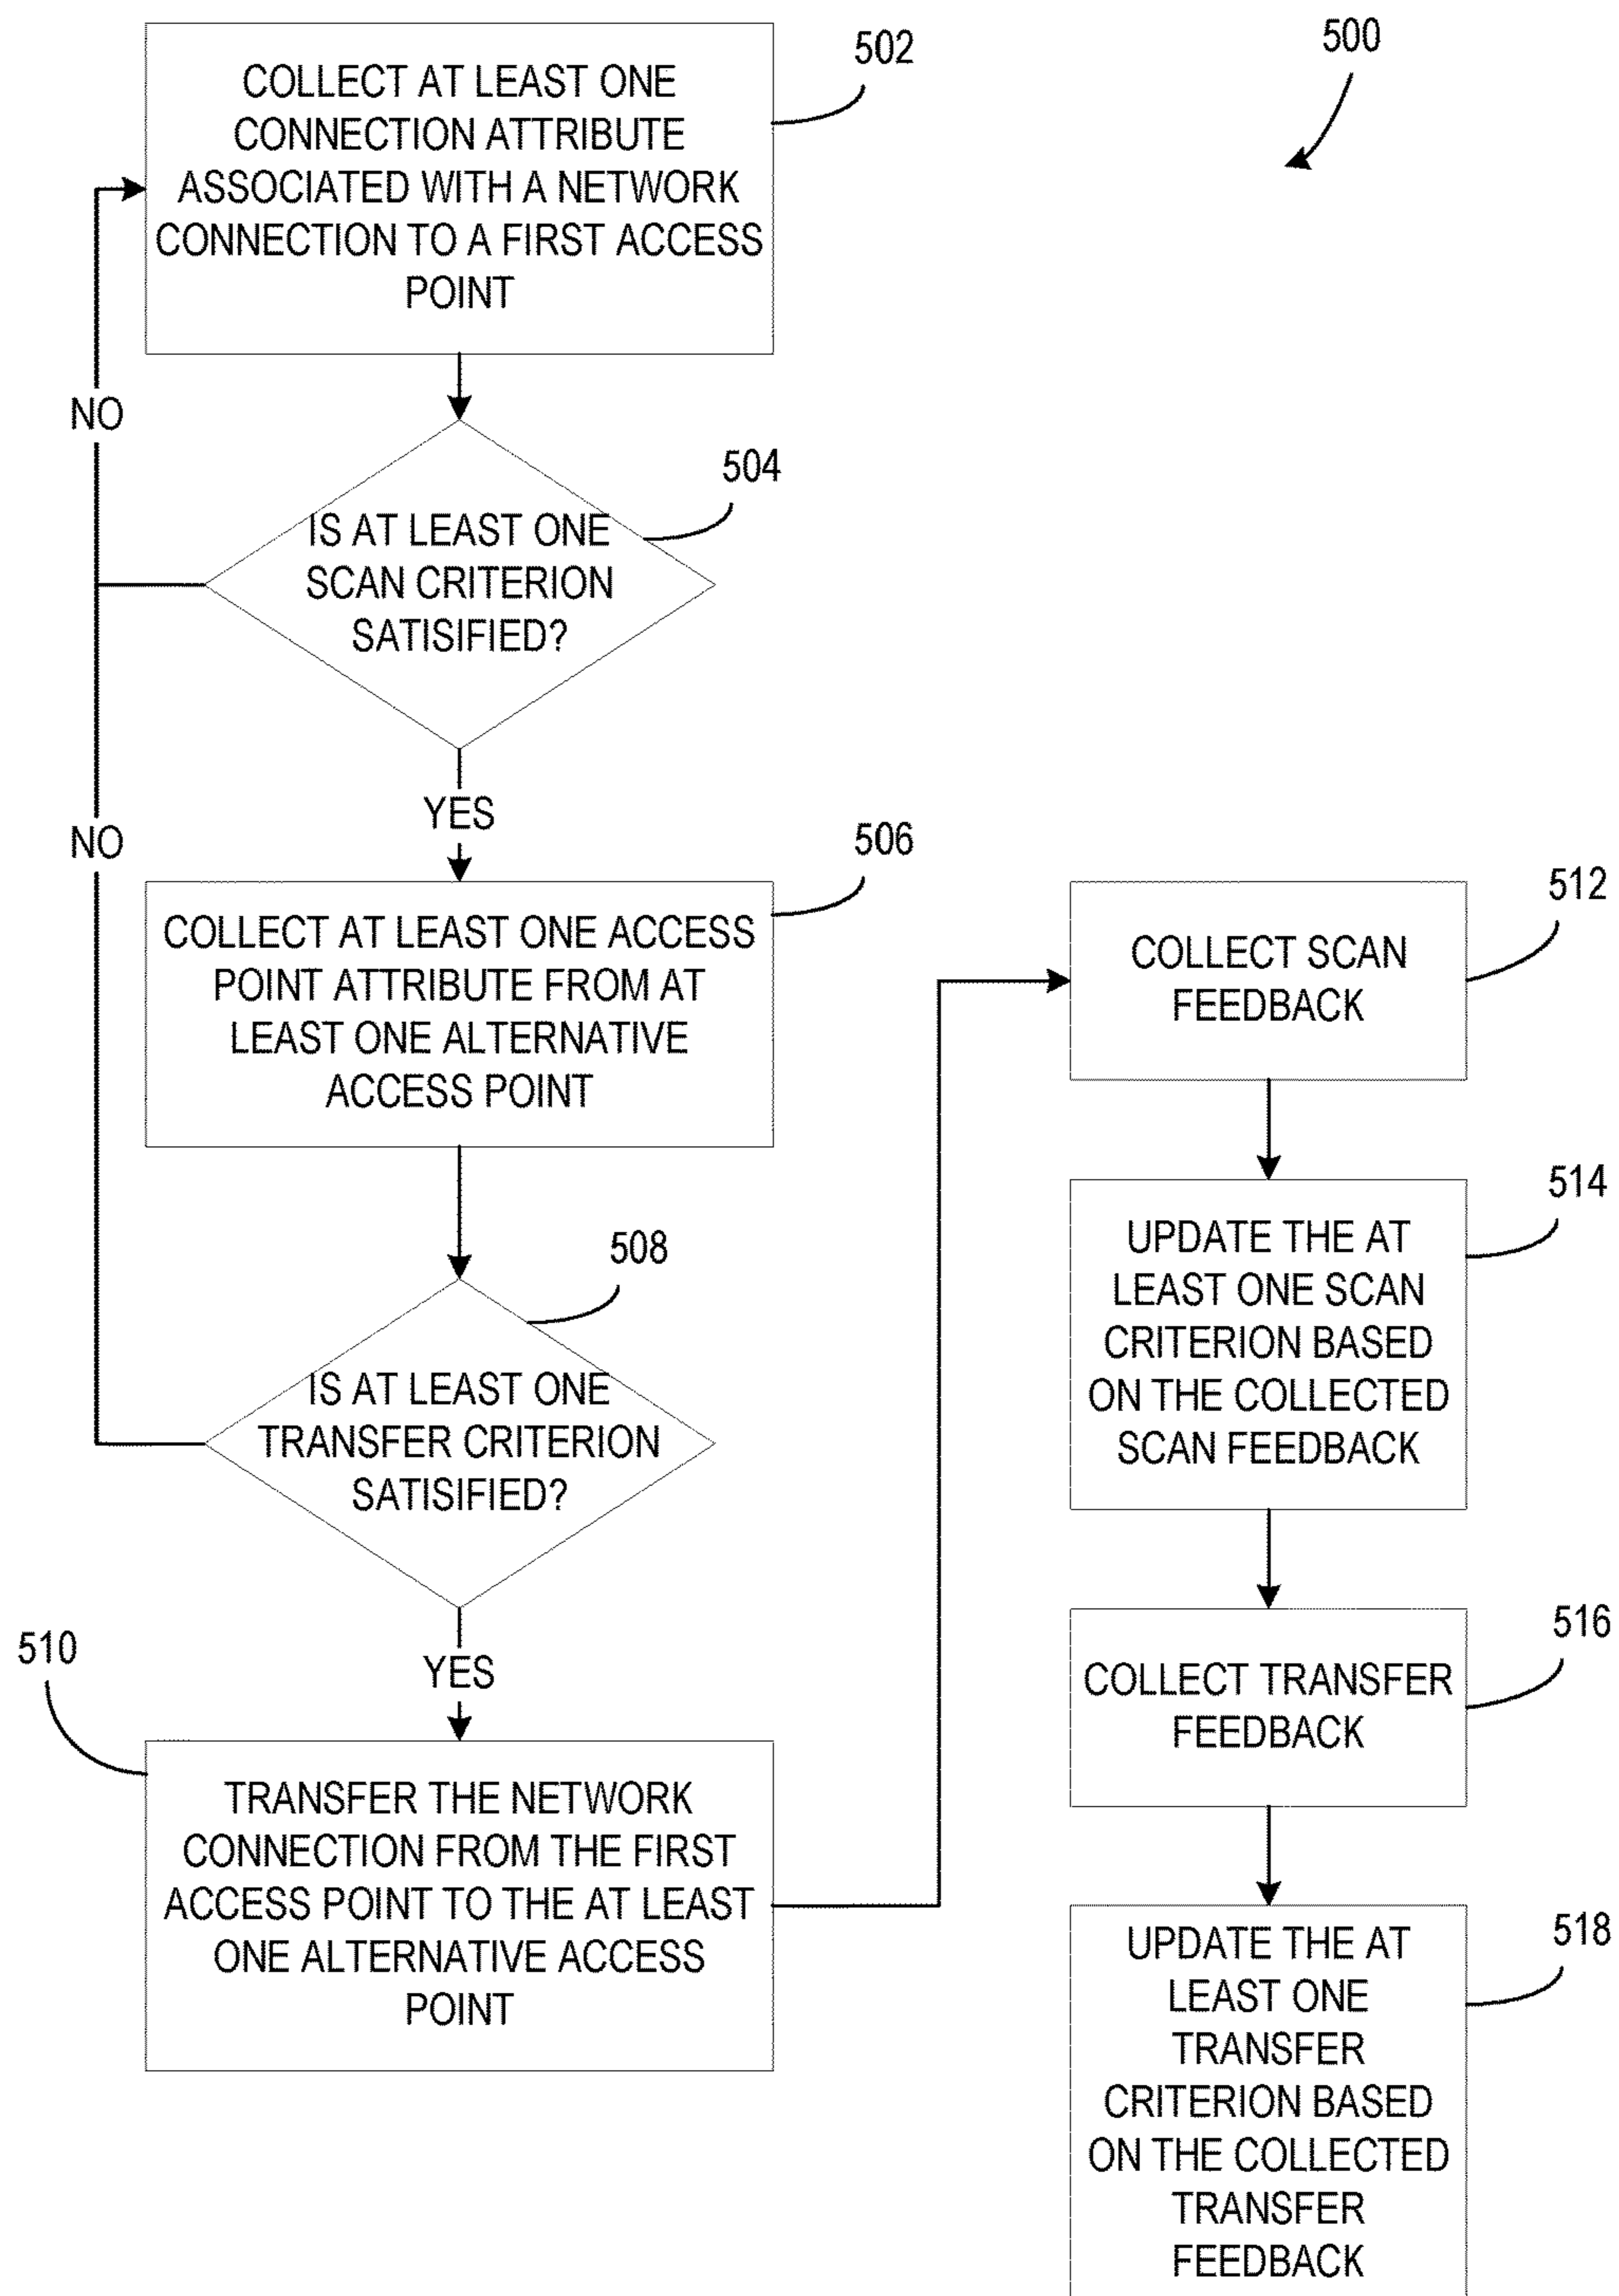 500
502
COLLECT AT LEAST ONE
CONNECTION ATTRIBUTE
ASSOCIATED WITH A NETWORK
CONNECTION TO A FIRST ACCESS
POINT
NO
504
IS AT LEAST ONE
SCAN CRITERION
SATISIFIED?
YES
NO
506
COLLECT AT LEAST ONE ACCESS
POINT ATTRIBUTE FROM AT
LEAST ONE ALTERNATIVE
ACCESS POINT
508
IS AT LEAST ONE
TRANSFER CRITERION
SATISIFIED?
YES
510
TRANSFER THE NETWORK
CONNECTION FROM THE FIRST
ACCESS POINT TO THE AT LEAST
ONE ALTERNATIVE ACCESS
POINT
512
COLLECT SCAN
FEEDBACK
514
UPDATE THE AT
LEAST ONE SCAN
CRITERION BASED
ON THE COLLECTED
SCAN FEEDBACK
516
COLLECT TRANSFER
FEEDBACK
518
UPDATE THE AT
LEAST ONE
TRANSFER
CRITERION BASED
ON THE COLLECTED
TRANSFER
FEEDBACK